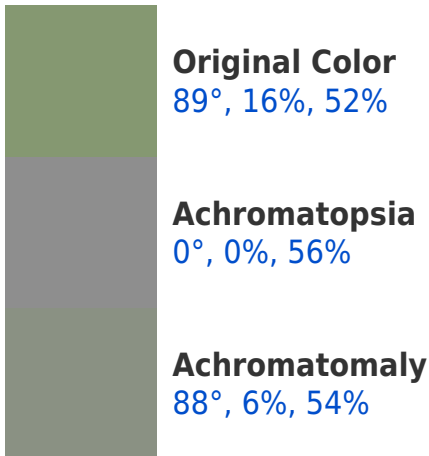 Original Color
89°, 16%, 52%
Achromatopsia
0°, 0%, 56%
Achromatomaly
88°, 6%, 54%